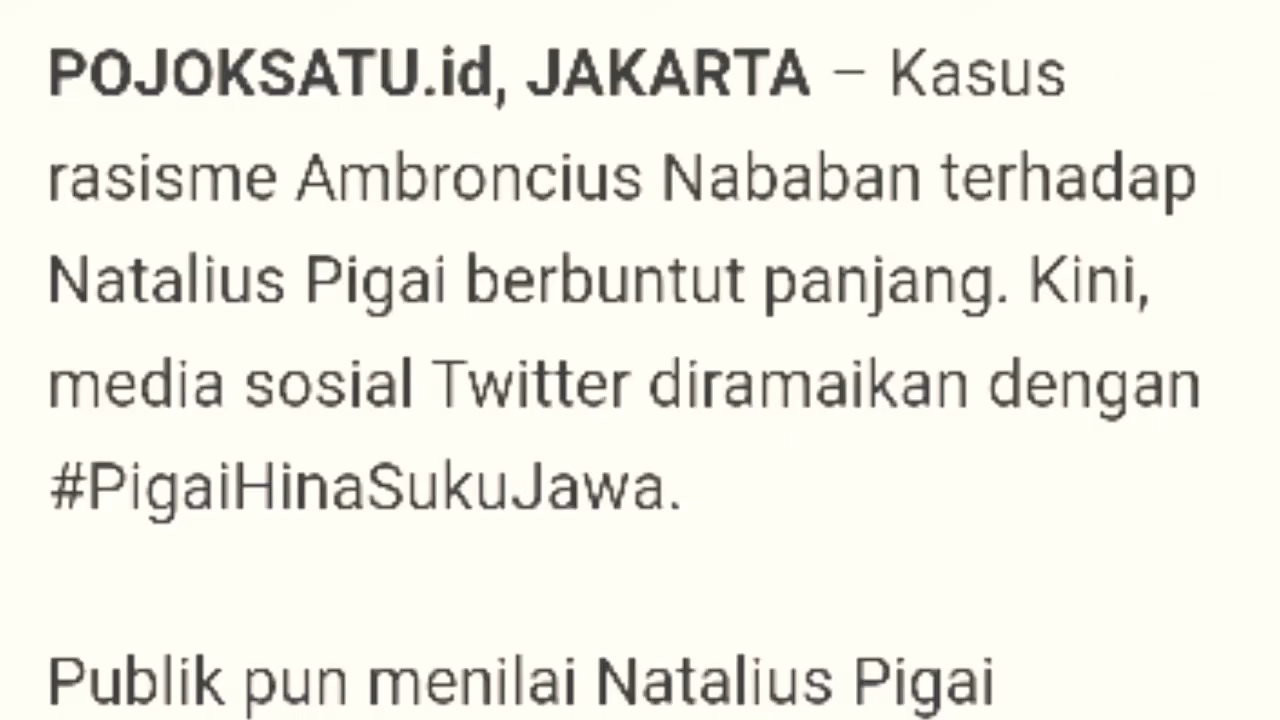 POJOKSATU.id, JAKARTA – Kasus
rasisme Ambroncius Nababan terhadap
Natalius Pigai berbuntut panjang. Kini,
media sosial Twitter diramaikan dengan
#PigaiHinaSukuJawa.
Publik pun menilai Natalius Pigai